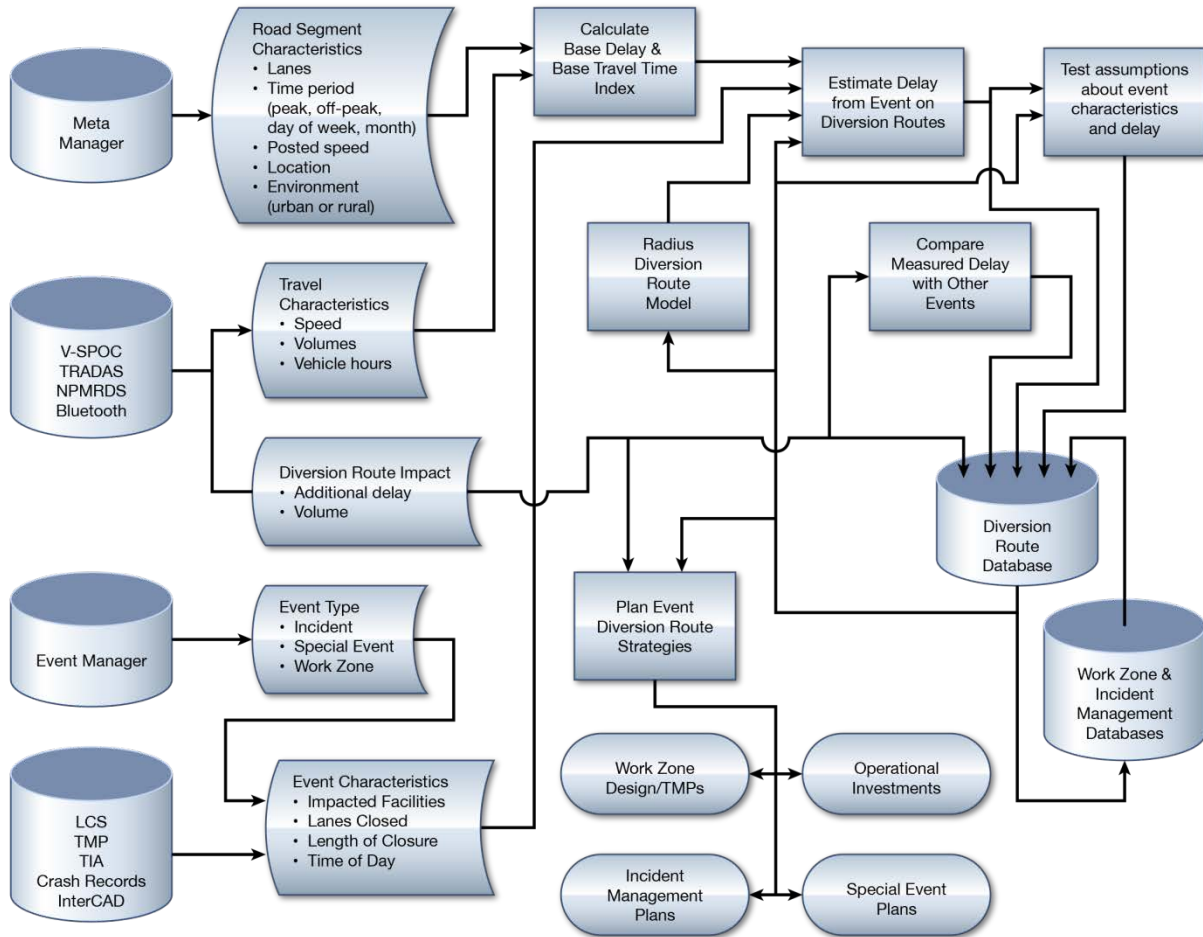 Meta
Manager
Road Segment
Characteristics
• Lanes
• Time period
(peak, off-peak,
day of week, month)
• Posted speed
• Location
• Environment
(urban or rural)
Calculate
Base Delay &
Base Travel Time
Index
Estimate Delay
from Event on
Diversion Routes
Test assumptions
about event
characteristics
and delay
V-SPOC
TRADAS
NPMRDS
Bluetooth
Travel
Characteristics
• Speed
• Volumes
• Vehicle hours
Radius
Diversion
Route
Model
Compare
Measured Delay
with Other
Events
Diversion Route Impact
• Additional delay
• Volume
Diversion
Route
Database
Event Manager
Event Type
• Incident
• Special Event
• Work Zone
Plan Event
Diversion Route
Strategies
Work Zone &
Incident
Management
Databases
LCS
TMP
TIA
Crash Records
InterCAD
Event Characteristics
• Impacted Facilities
• Lanes Closed
• Length of Closure
• Time of Day
Work Zone
Design/TMPs
Operational
Investments
Incident
Management
Plans
Special Event
Plans